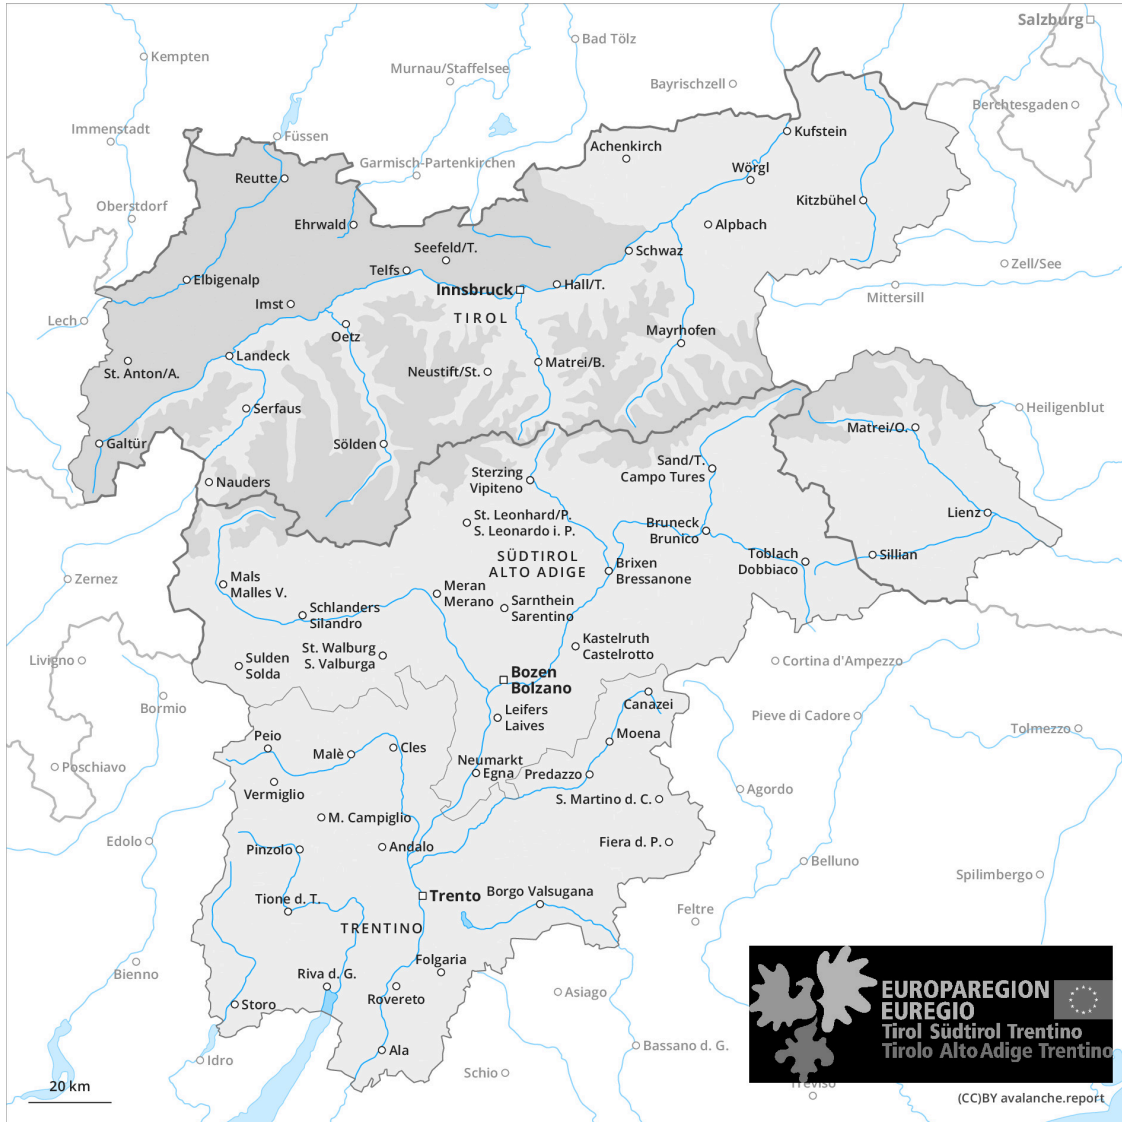 Salzburg
Bad Tölz
Kempten
Murnau/Staffelsee
Bayrischzell
Berchtesgaden
Immenstadt
Füssen
Kufstein
Achenkirch
Garmisch-Partenkirchen
Wörgl
Reutte
Kitzbühel
Oberstdorf
Ehrwald
Alpbach
Seefeld/T.
Schwaz
Zell/See
Telfs
Elbigenalp
Innsbruck
Hall/T.
Mittersill
Imst
Lech
TIROL
Oetz
Mayrhofen
Landeck
Matrei/B.
St. Anton/A.
Neustift/St.
Serfaus
Heiligenblut
Matrei/O.
Galtür
Sölden
Sand/T.
Campo Tures
Sterzing
Vipiteno
Nauders
St. Leonhard/P.
S. Leonardo i. P.
Bruneck
Brunico
Lienz
SÜDTIROL
ALTO ADIGE
Toblach
Dobbiaco
Sillian
Brixen
Bressanone
Zernez
Mals
Malles V.
Meran
Merano
Sarnthein
Sarentino
Schlanders
Silandro
Kastelruth
Castelrotto
St. Walburg
S. Valburga
Livigno
Sulden
Solda
Cortina d'Ampezzo
Bozen
Bolzano
Bormio
Canazei
Leifers
Laives
Pieve di Cadore
Tolmezzo
Peio
Moena
Malè
Cles
Neumarkt
Egna
Poschiavo
Predazzo
Vermiglio
Agordo
S. Martino d. C.
M. Campiglio
Edolo
Pinzolo
Andalo
Fiera d. P.
Belluno
Spilimbergo
Trento
Borgo Valsugana
Tione d. T.
Feltre
TRENTINO
Folgaria
Bienno
Riva d. G.
Rovereto
Asiago
Storo
EUROPAREGION
EUREGIO
Tirol Südtirol Trentino
Tirolo Alto Adige Trentino
Ala
Bassano d. G.
Idro
Schio
Treviso
20 km
(CC)BY avalanche.report